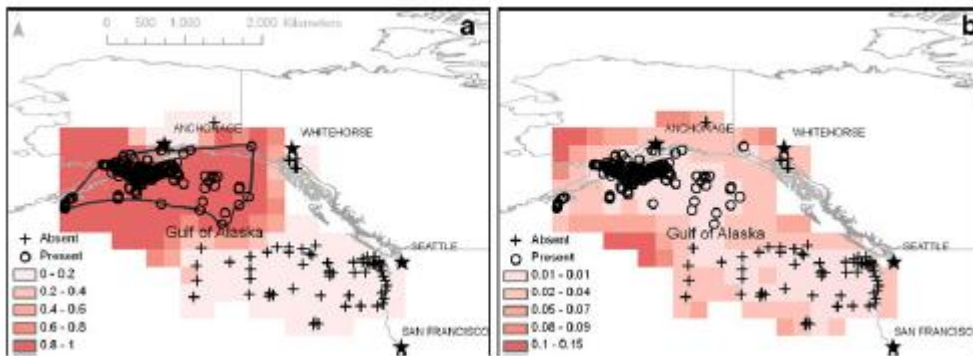 0 500 1,000 2,000 Kilometers
a
ANCHORAGE
WHITEHORSE
Gulf of Alaska
SEATTLE
SAN FRANCISCO
Absent
Present
0 - 0.2
0.2 - 0.4
0.4 - 0.6
0.6 - 0.8
0.8 - 1
b
ANCHORAGE
WHITEHORSE
Gulf of Alaska
SEATTLE
SAN FRANCISCO
Absent
Present
0.01 - 0.01
0.02 - 0.04
0.05 - 0.07
0.08 - 0.09
0.1 - 0.15